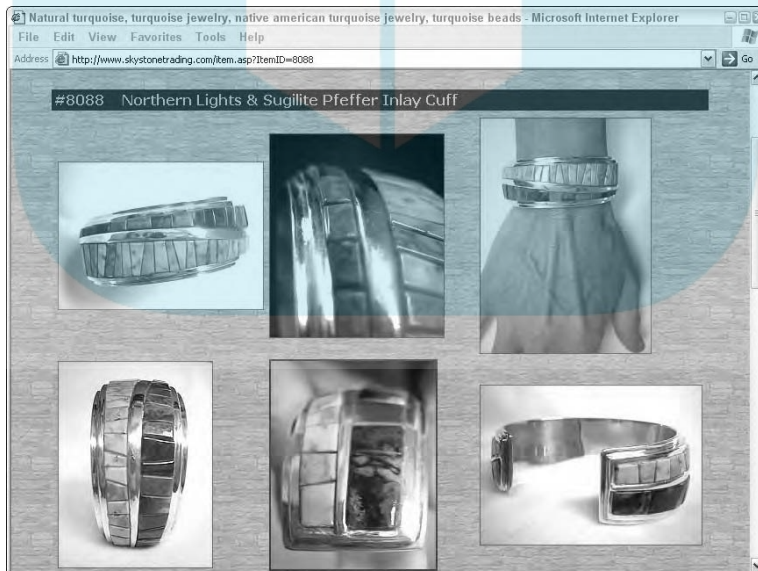 Natural turquoise, turquoise jewelry, native american turquoise jewelry, turquoise beads - Microsoft Internet Explorer
File Edit View Favorites Tools Help
Address http://www.skystonetrading.com/item.asp?ItemID=8088 Go
#8088 Northern Lights & Sugilite Pfeffer Inlay Cuff